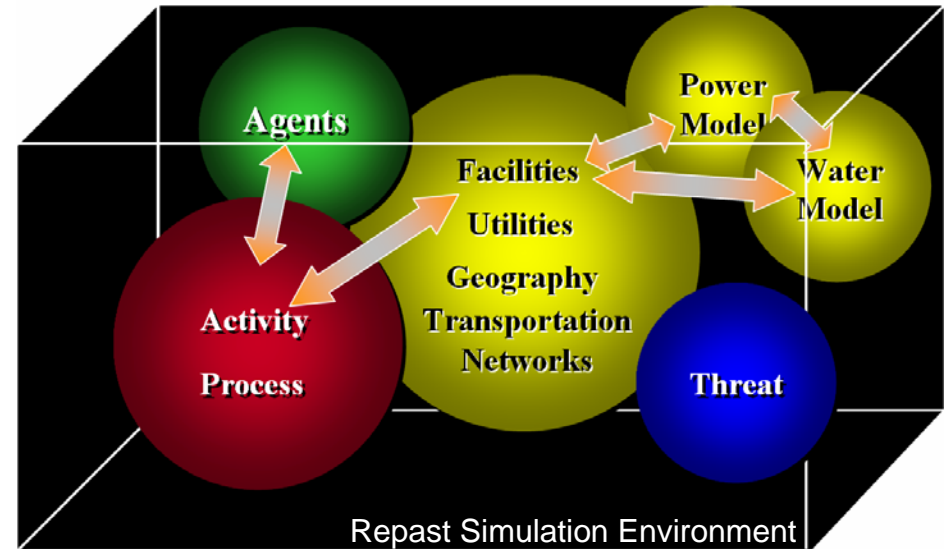 Agents
Power
Model
Water
Model
Facilities
Utilities
Geography
Transportation
Networks
Activity
Process
Threat
Repast Simulation Environment